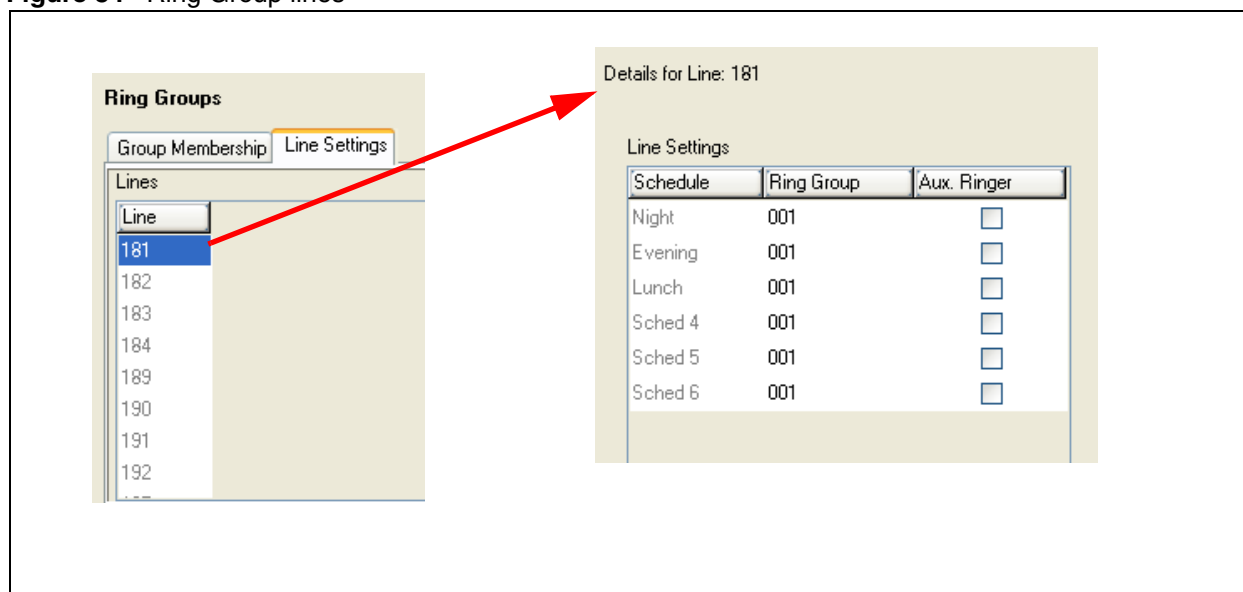 Ring Groups
Group Membership Line Settings
Lines
Line
181
182
183
184
189
190
191
192
Details for Line: 181
Line Settings
Schedule Ring Group Aux. Ringer
Night 001
Evening 001
Lunch 001
Sched 4 001
Sched 5 001
Sched 6 001